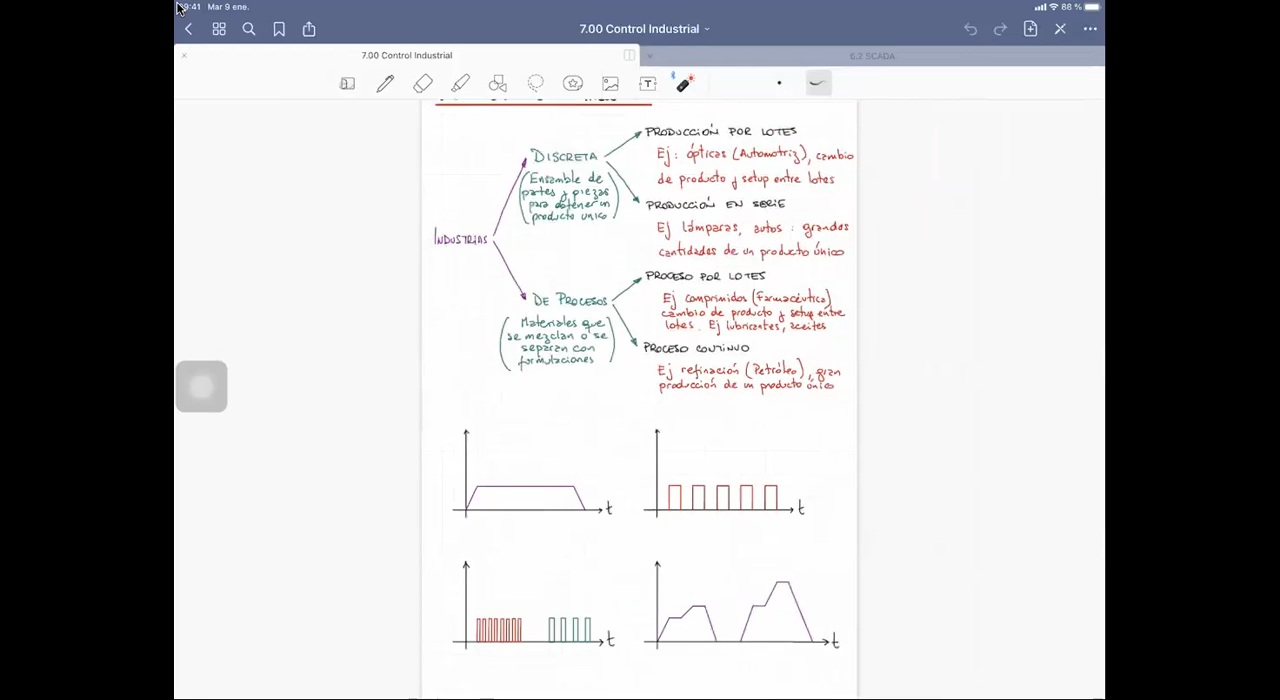 9:41 Mar 9 ene.
88 %
7.00 Control Industrial
7.00 Control Industrial
6.2 SCADA
PRODUCCIÓN POR LOTES
Ej: ópticas (Automotriz), cambio
de producto y setup entre lotes
DISCRETA
(Ensamble de
partes y piezas
para obtener un
producto unico)
PRODUCCIÓN EN SERIE
Ej lámparas, autos : grandes
cantidades de un producto único
INDUSTRIAS
PROCESO POR LOTES
Ej comprimidos (Farmacéutica)
cambio de producto y setup entre
lotes. Ej lubricantes, aceites
DE PROCESOS
(Materiales que
se mezclan o se
separan con
formulaciones)
PROCESO CONTINUO
Ej refinación (Petróleo), gran
producción de un producto único
t
t
t
t